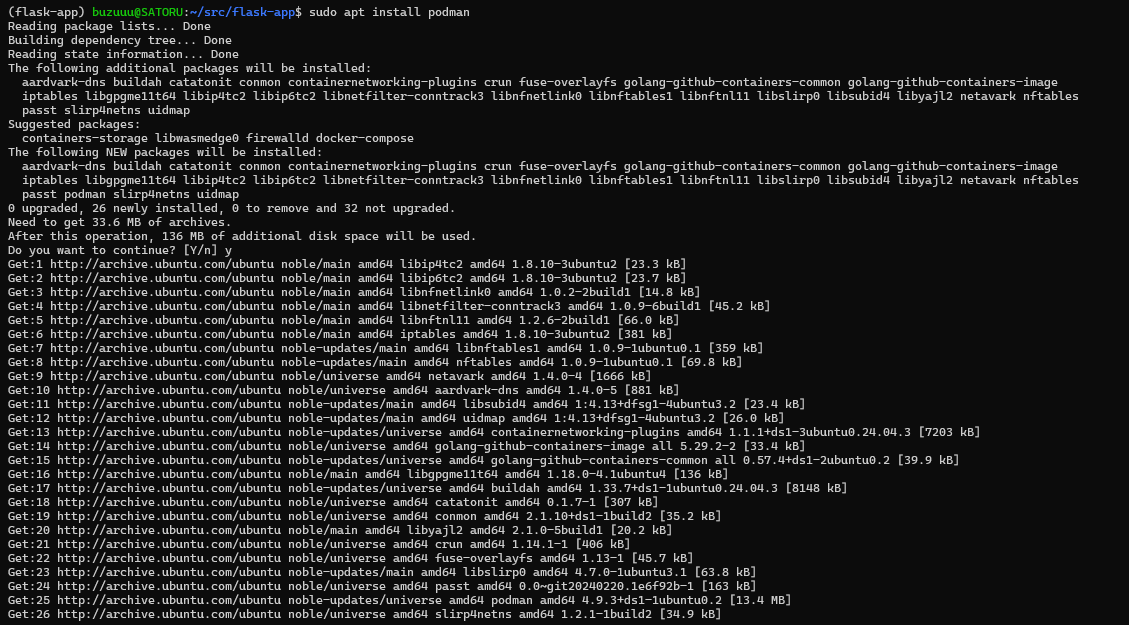 (flask-app) buzuuu@SATORU:~/src/flask-app$ sudo apt install podman
Reading package lists... Done
Building dependency tree... Done
Reading state information... Done
The following additional packages will be installed:
  aardvark-dns buildah catatonit conmon containernetworking-plugins crun fuse-overlayfs golang-github-containers-common golang-github-containers-image
  iptables libgpgme11t64 libip4tc2 libip6tc2 libnetfilter-conntrack3 libnfnetlink0 libnftables1 libnftnl11 libslirp0 libsubid4 libyajl2 netavark nftables
  passt slirp4netns uidmap
Suggested packages:
  containers-storage libwasmedge0 firewalld docker-compose
The following NEW packages will be installed:
  aardvark-dns buildah catatonit conmon containernetworking-plugins crun fuse-overlayfs golang-github-containers-common golang-github-containers-image
  iptables libgpgme11t64 libip4tc2 libip6tc2 libnetfilter-conntrack3 libnfnetlink0 libnftables1 libnftnl11 libslirp0 libsubid4 libyajl2 netavark nftables
  passt podman slirp4netns uidmap
0 upgraded, 26 newly installed, 0 to remove and 32 not upgraded.
Need to get 33.6 MB of archives.
After this operation, 136 MB of additional disk space will be used.
Do you want to continue? [Y/n] y
Get:1 http://archive.ubuntu.com/ubuntu noble/main amd64 libip4tc2 amd64 1.8.10-3ubuntu2 [23.3 kB]
Get:2 http://archive.ubuntu.com/ubuntu noble/main amd64 libip6tc2 amd64 1.8.10-3ubuntu2 [23.7 kB]
Get:3 http://archive.ubuntu.com/ubuntu noble/main amd64 libnfnetlink0 amd64 1.0.2-2build1 [14.8 kB]
Get:4 http://archive.ubuntu.com/ubuntu noble/main amd64 libnetfilter-conntrack3 amd64 1.0.9-6build1 [45.2 kB]
Get:5 http://archive.ubuntu.com/ubuntu noble/main amd64 libnftnl11 amd64 1.2.6-2build1 [66.0 kB]
Get:6 http://archive.ubuntu.com/ubuntu noble/main amd64 iptables amd64 1.8.10-3ubuntu2 [381 kB]
Get:7 http://archive.ubuntu.com/ubuntu noble-updates/main amd64 libnftables1 amd64 1.0.9-1ubuntu0.1 [359 kB]
Get:8 http://archive.ubuntu.com/ubuntu noble-updates/main amd64 nftables amd64 1.0.9-1ubuntu0.1 [69.8 kB]
Get:9 http://archive.ubuntu.com/ubuntu noble/universe amd64 netavark amd64 1.4.0-4 [1666 kB]
Get:10 http://archive.ubuntu.com/ubuntu noble/universe amd64 aardvark-dns amd64 1.4.0-5 [881 kB]
Get:11 http://archive.ubuntu.com/ubuntu noble-updates/main amd64 libsubid4 amd64 1:4.13+dfsg1-4ubuntu3.2 [23.4 kB]
Get:12 http://archive.ubuntu.com/ubuntu noble-updates/main amd64 uidmap amd64 1:4.13+dfsg1-4ubuntu3.2 [26.0 kB]
Get:13 http://archive.ubuntu.com/ubuntu noble-updates/universe amd64 containernetworking-plugins amd64 1.1.1+ds1-3ubuntu0.24.04.3 [7203 kB]
Get:14 http://archive.ubuntu.com/ubuntu noble/universe amd64 golang-github-containers-image all 5.29.2-2 [33.4 kB]
Get:15 http://archive.ubuntu.com/ubuntu noble-updates/universe amd64 golang-github-containers-common all 0.57.4+ds1-2ubuntu0.2 [39.9 kB]
Get:16 http://archive.ubuntu.com/ubuntu noble/main amd64 libgpgme11t64 amd64 1.18.0-4.1ubuntu4 [136 kB]
Get:17 http://archive.ubuntu.com/ubuntu noble-updates/universe amd64 buildah amd64 1.33.7+ds1-1ubuntu0.24.04.3 [8148 kB]
Get:18 http://archive.ubuntu.com/ubuntu noble/universe amd64 catatonit amd64 0.1.7-1 [307 kB]
Get:19 http://archive.ubuntu.com/ubuntu noble/universe amd64 conmon amd64 2.1.10+ds1-1build2 [35.2 kB]
Get:20 http://archive.ubuntu.com/ubuntu noble/main amd64 libyajl2 amd64 2.1.0-5build1 [20.2 kB]
Get:21 http://archive.ubuntu.com/ubuntu noble/universe amd64 crun amd64 1.14.1-1 [406 kB]
Get:22 http://archive.ubuntu.com/ubuntu noble/universe amd64 fuse-overlayfs amd64 1.13-1 [45.7 kB]
Get:23 http://archive.ubuntu.com/ubuntu noble-updates/main amd64 libslirp0 amd64 4.7.0-1ubuntu3.1 [63.8 kB]
Get:24 http://archive.ubuntu.com/ubuntu noble/universe amd64 passt amd64 0.0~git20240220.1e6f92b-1 [163 kB]
Get:25 http://archive.ubuntu.com/ubuntu noble-updates/universe amd64 podman amd64 4.9.3+ds1-1ubuntu0.2 [13.4 MB]
Get:26 http://archive.ubuntu.com/ubuntu noble/universe amd64 slirp4netns amd64 1.2.1-1build2 [34.9 kB]